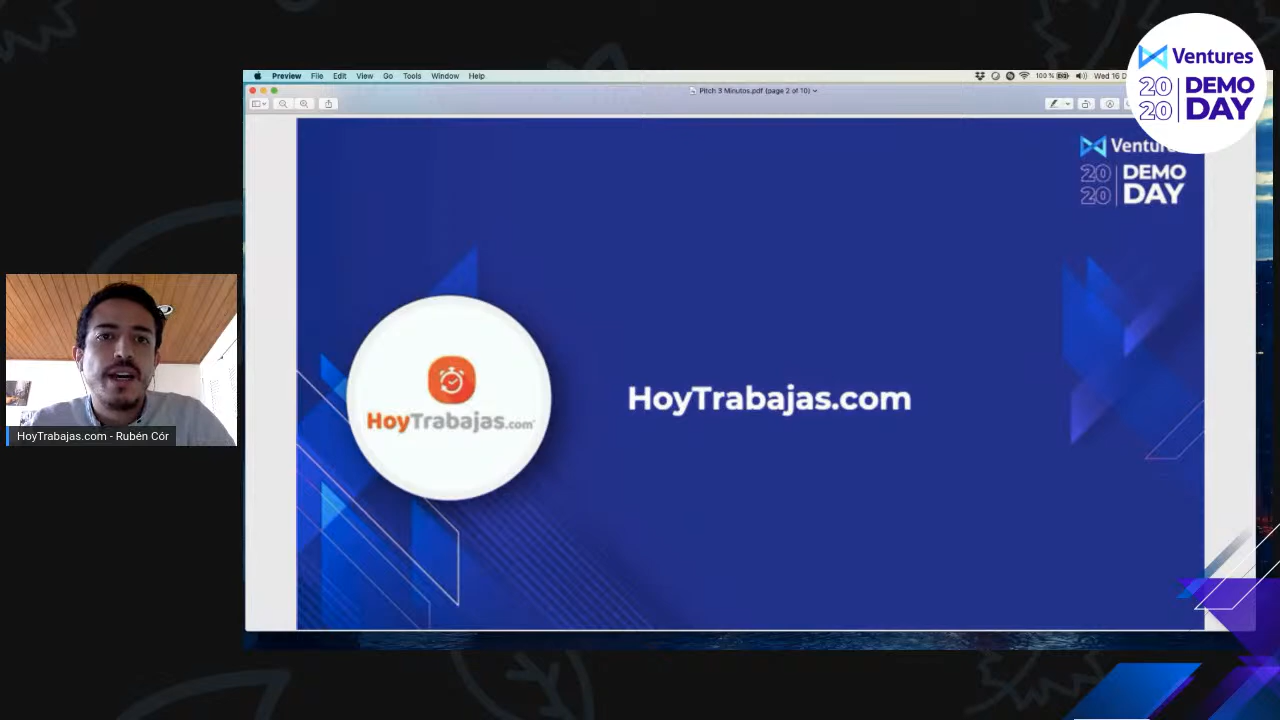 Ventures
20 DEMO
20 DAY
Preview File Edit View Go Tools Window Help
100 %
Wed 16 D
Pitch 3 Minutos.pdf (page 2 of 10)
Ventur
20 DEMO
20 DAY
HoyTrabajas.com
HoyTrabajas.com
HoyTrabajas.com - Rubén Cór